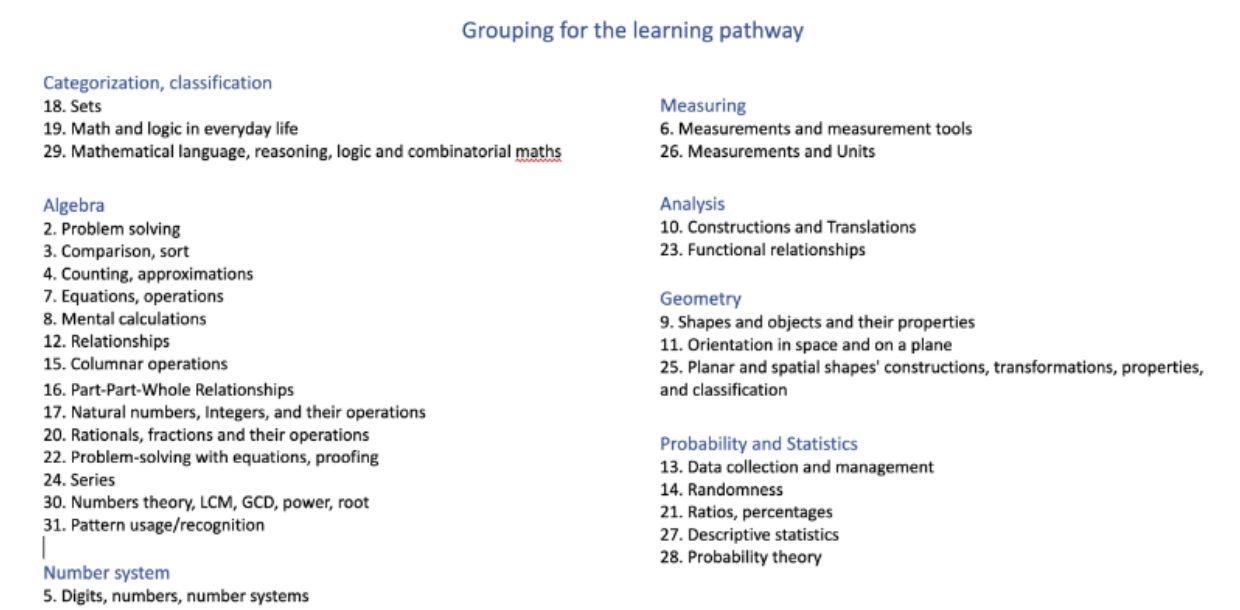 Grouping for the learning pathway
Categorization, classification
18. Sets
19. Math and logic in everyday life
29. Mathematical language, reasoning, logic and combinatorial maths
Algebra
2. Problem solving
3. Comparison, sort
4. Counting, approximations
7. Equations, operations
8. Mental calculations
12. Relationships
15. Columnar operations
16. Part-Part-Whole Relationships
17. Natural numbers, Integers, and their operations
20. Rationals, fractions and their operations
22. Problem-solving with equations, proofing
24. Series
30. Numbers theory, LCM, GCD, power, root
31. Pattern usage/recognition
Number system
5. Digits, numbers, number systems
Measuring
6. Measurements and measurement tools
26. Measurements and Units
Analysis
10. Constructions and Translations
23. Functional relationships
Geometry
9. Shapes and objects and their properties
11. Orientation in space and on a plane
25. Planar and spatial shapes' constructions, transformations, properties,
and classification
Probability and Statistics
13. Data collection and management
14. Randomness
21. Ratios, percentages
27. Descriptive statistics
28. Probability theory